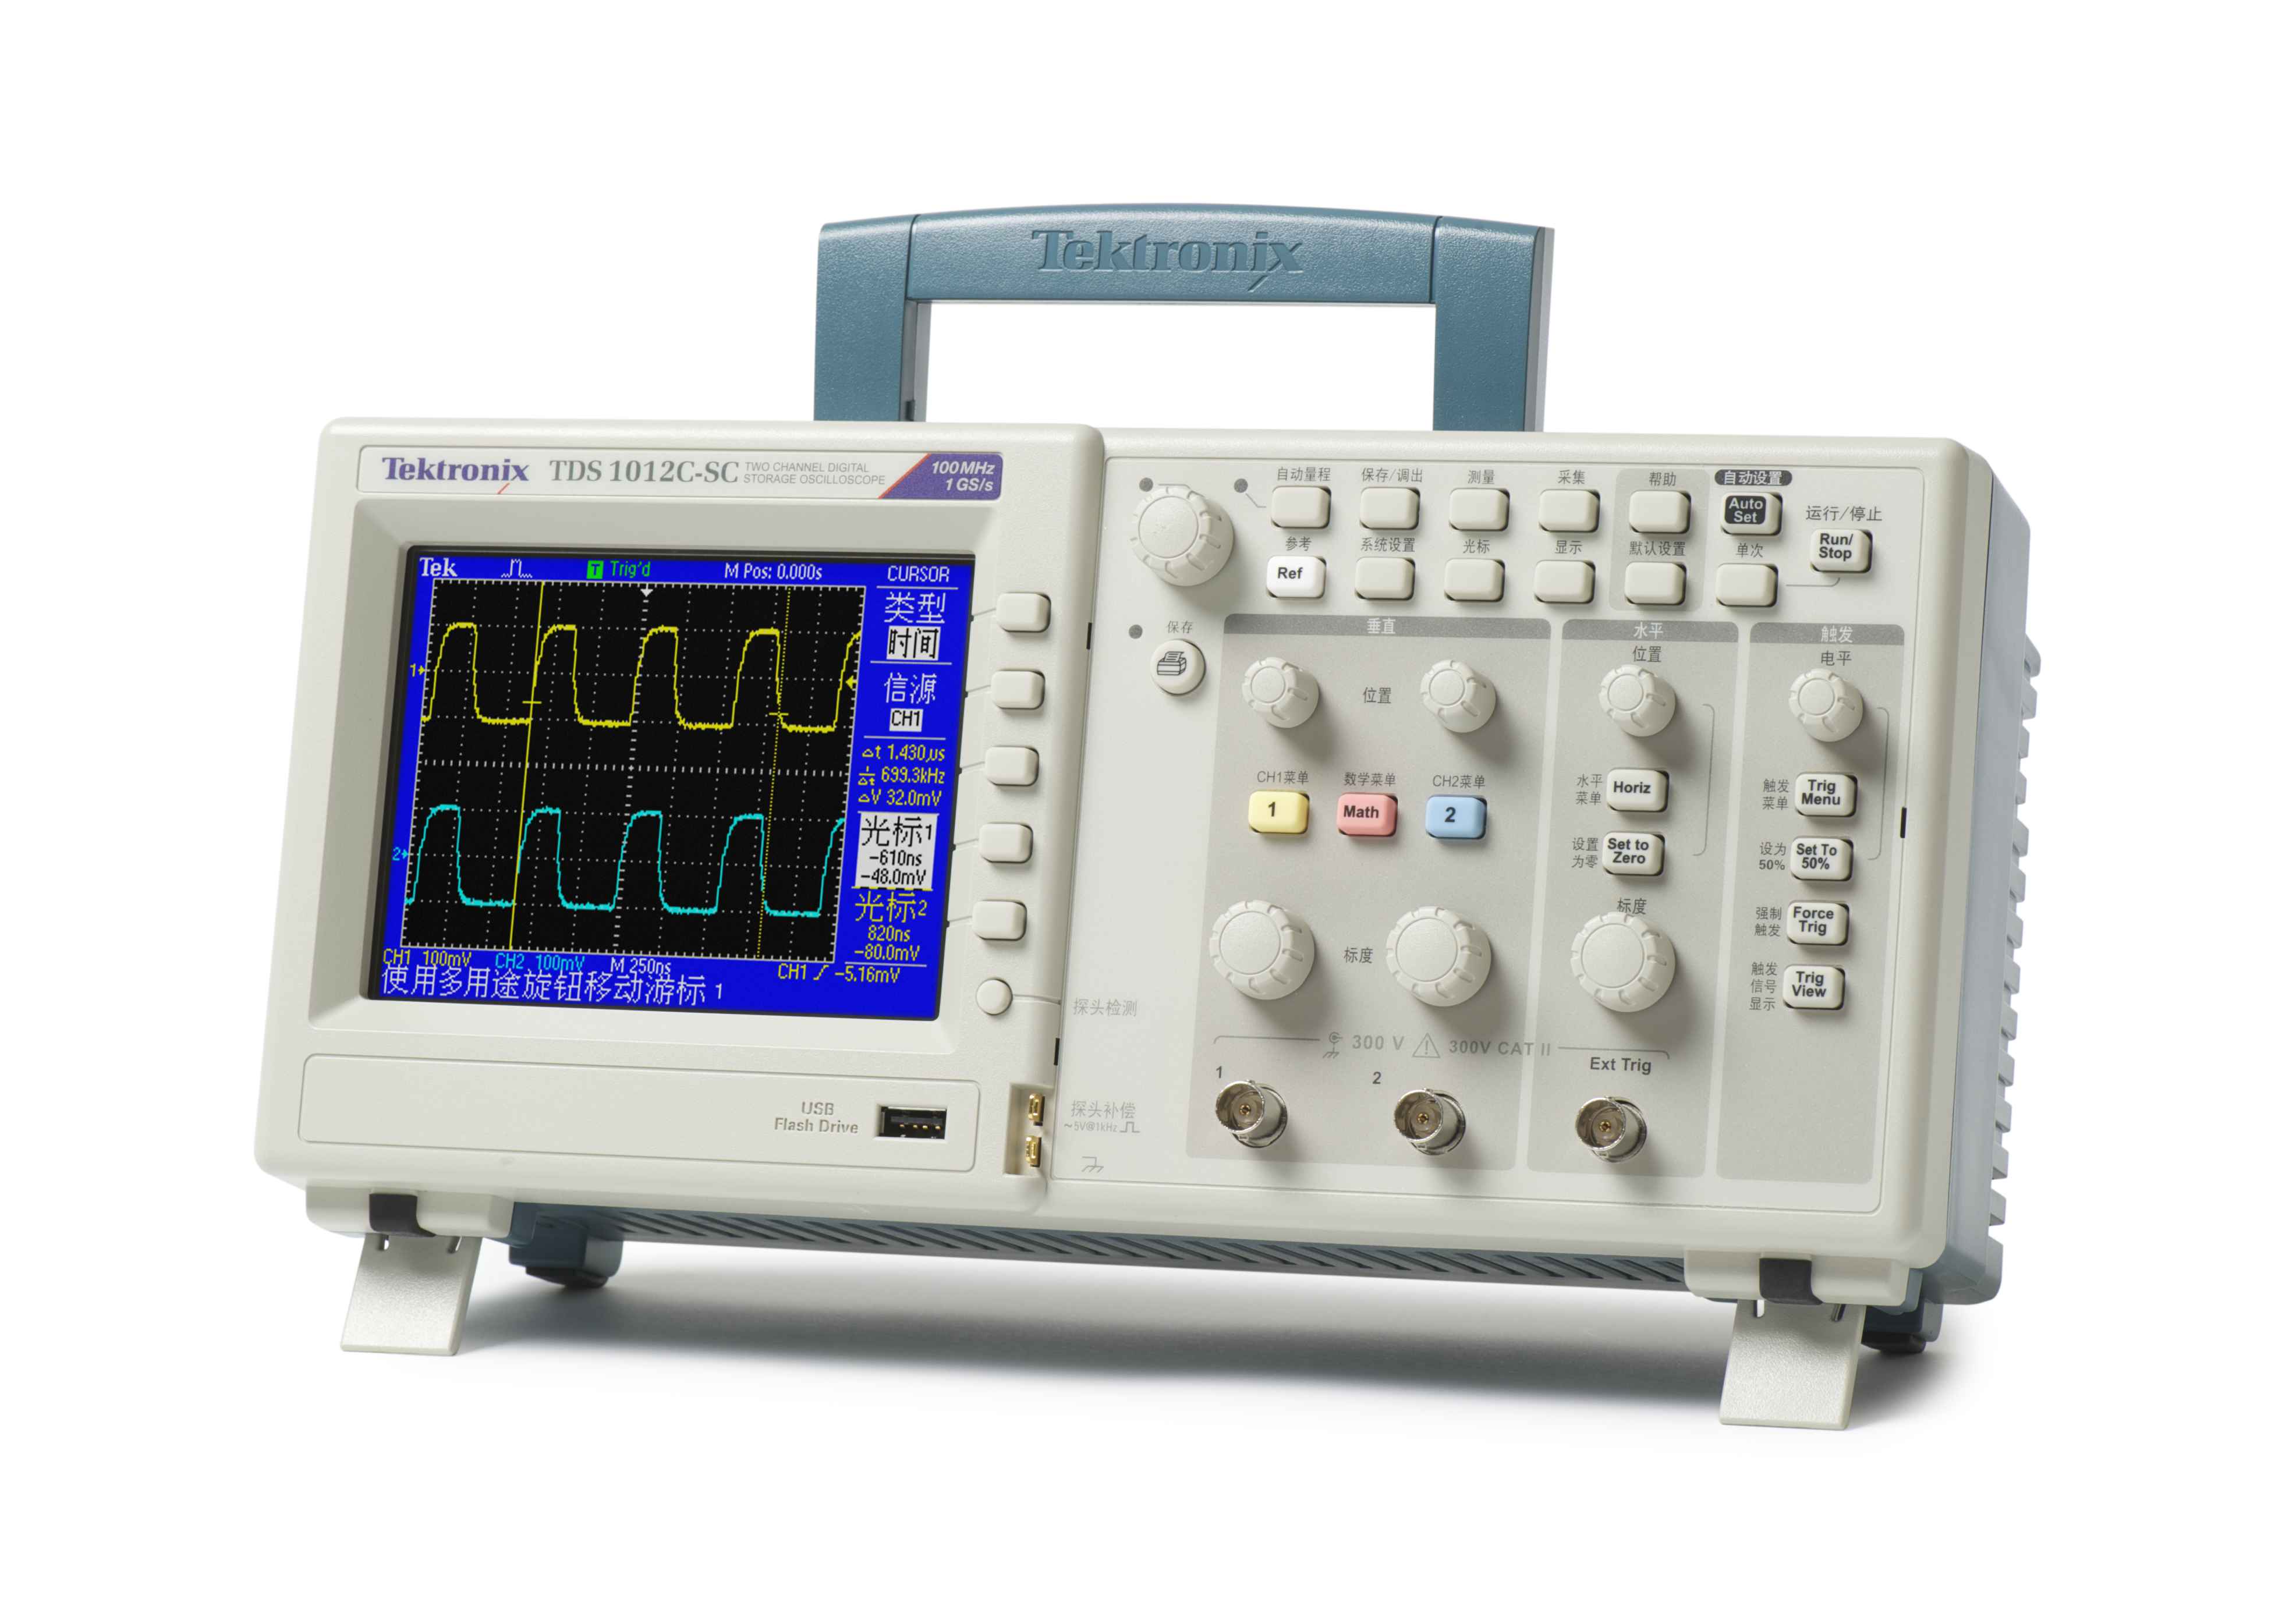 Tektronix
Tektronix TDS 1012C-SC TWO CHANNEL DIGITAL STORAGE OSCILLOSCOPE
100 MHz
1 GS/s
Tek Trig'd M Pos: 0.000s CURSOR
类型
时间
信源
CH1
△t 1.430µs
1/△t 699.3kHz
△V 32.0mV
光标1
-610ns
-48.0mV
光标2
820ns
-80.0mV
1
2
CH1 100mV CH2 100mV M 250ns CH1 -5.16mV
使用多用途旋钮移动游标 1
USB
Flash Drive
自动量程 保存/调出 测量 采集 帮助 自动设置
Auto
Set
运行/停止
Run/
Stop
参考 系统设置 光标 显示 默认设置 单次
Ref
保存
垂直
水平
触发
位置
位置
电平
CH1菜单 数学菜单 CH2菜单
1 Math 2
水平
菜单
Horiz
设置
为零
Set to
Zero
触发
菜单
Trig
Menu
设为
50%
Set To
50%
强制
触发
Force
Trig
触发
信号
显示
Trig
View
标度
标度
探头检测
300 V 300V CAT II
1
2
Ext Trig
探头补偿
~5V@1kHz